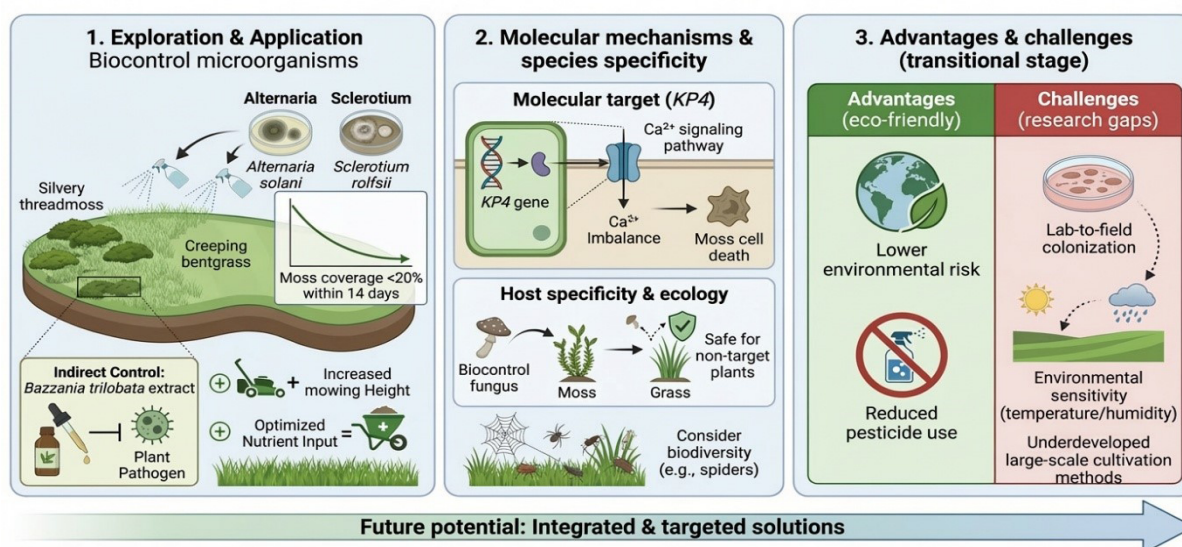 1. Exploration & Application
Biocontrol microorganisms
Alternaria
Sclerotium
Alternaria
solani
Sclerotium
rolfsii
Silvery
threadmoss
Creeping
bentgrass
Moss coverage <20%
within 14 days
Indirect Control:
Bazzania trilobata extract
Plant
Pathogen
+
+
Increased
mowing Height
+
Optimized
Nutrient Input
=
2. Molecular mechanisms &
species specificity
Molecular target (KP4)
KP4 gene
Ca²⁺ signaling
pathway
Ca²⁺
Imbalance
Moss cell
death
Host specificity & ecology
Biocontrol
fungus
Moss
Grass
Safe for
non-target
plants
Consider
biodiversity
(e.g., spiders)
3. Advantages & challenges
(transitional stage)
Advantages
(eco-friendly)
Lower
environmental risk
Reduced
pesticide use
Challenges
(research gaps)
Lab-to-field
colonization
Environmental
sensitivity
(temperature/humidity)
Underdeveloped
large-scale cultivation
methods
Future potential: Integrated & targeted solutions